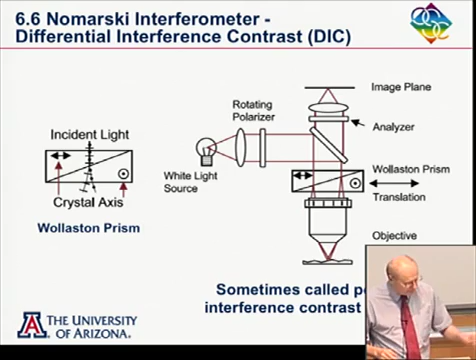 6.6 Nomarski Interferometer -
Differential Interference Contrast (DIC)
Image Plane
Rotating
Polarizer
Analyzer
Incident Light
White Light
Source
Wollaston Prism
Translation
Crystal Axis
Wollaston Prism
Objective
Sometimes called
interference contrast
A THE UNIVERSITY
OF ARIZONA.